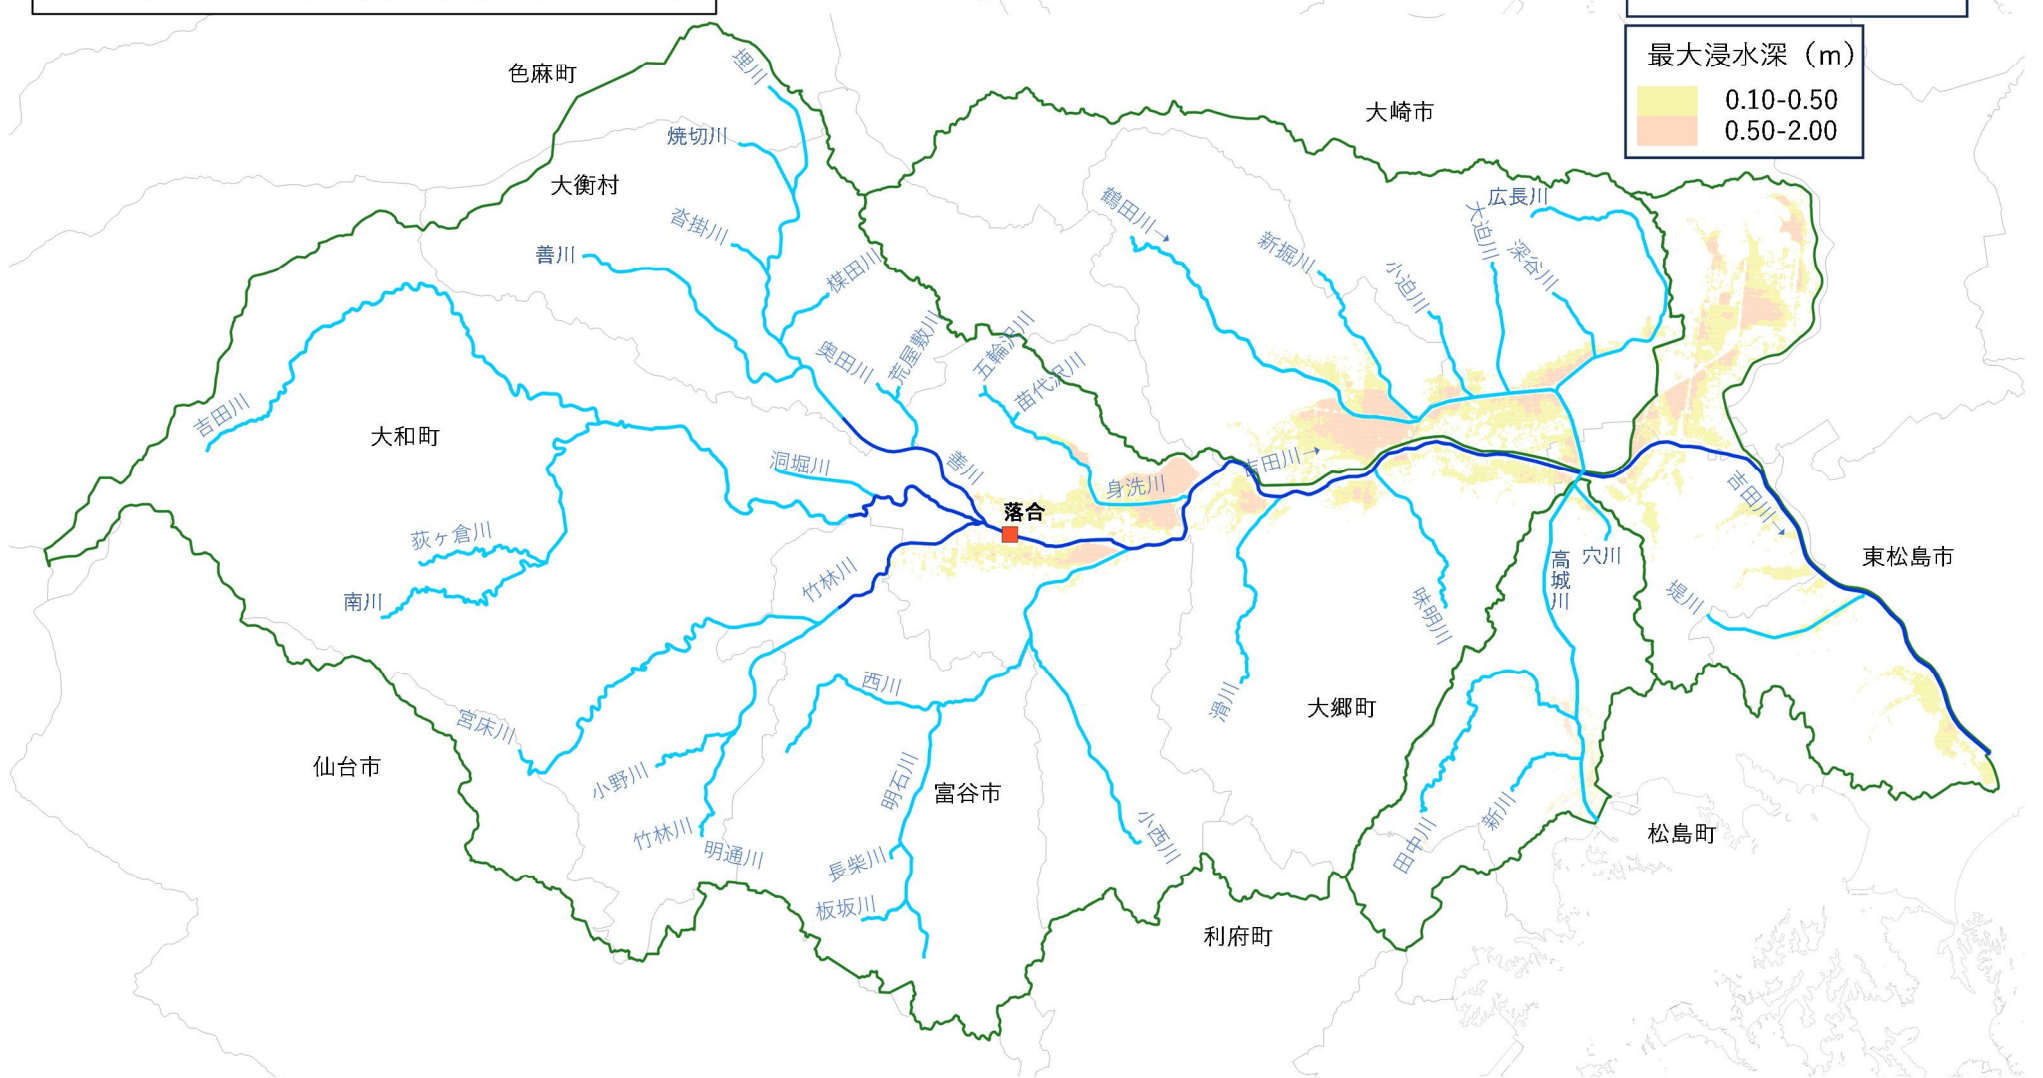 最大浸水深（m）
0.10-0.50
0.50-2.00
色麻町
埋川
大崎市
焼切川
大衡村
鶴田川→
広長川
大迫川
沓掛川
新堀川
深谷川
善川
楳田川
小迫川
奥田川
荒屋敷川
五輪沢川
苗代沢川
吉田川
大和町
洞堀川
善川
吉田川→
身洗川
吉田川→
落合
荻ヶ倉川
高城川
穴川
東松島市
竹林川
南川
味明川
堤川
西川
滑川
大郷町
宮床川
仙台市
小野川
明石川
富谷市
竹林川
明通川
小西川
新川
田中川
松島町
長柴川
板坂川
利府町